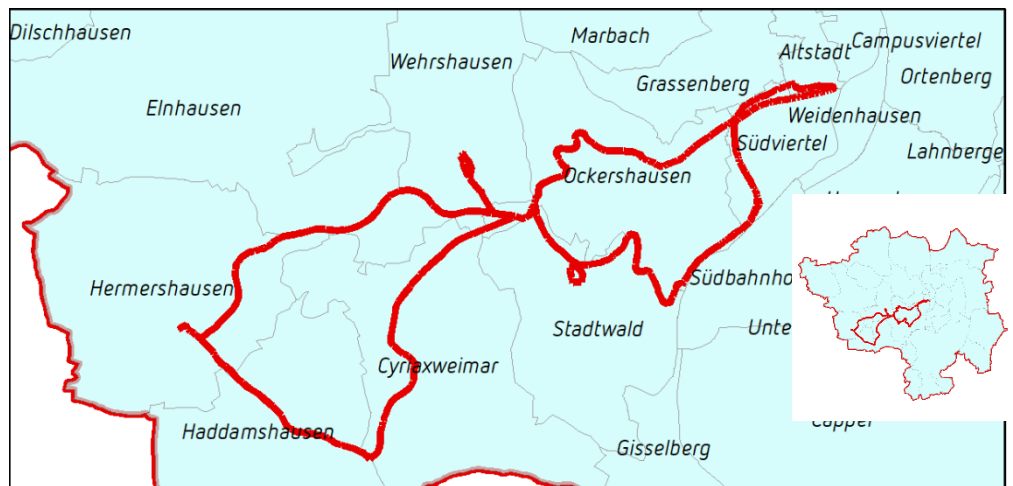 Dilschhausen
Marbach
Altstadt
Campusviertel
Wehrshausen
Grassenberg
Ortenberg
Elnhausen
Weidenhausen
Südviertel
Lahnberge
Ockershausen
Hermershausen
Südbahnho
Stadtwald
Unte
Cyriaxweimar
Haddamshausen
Gisselberg